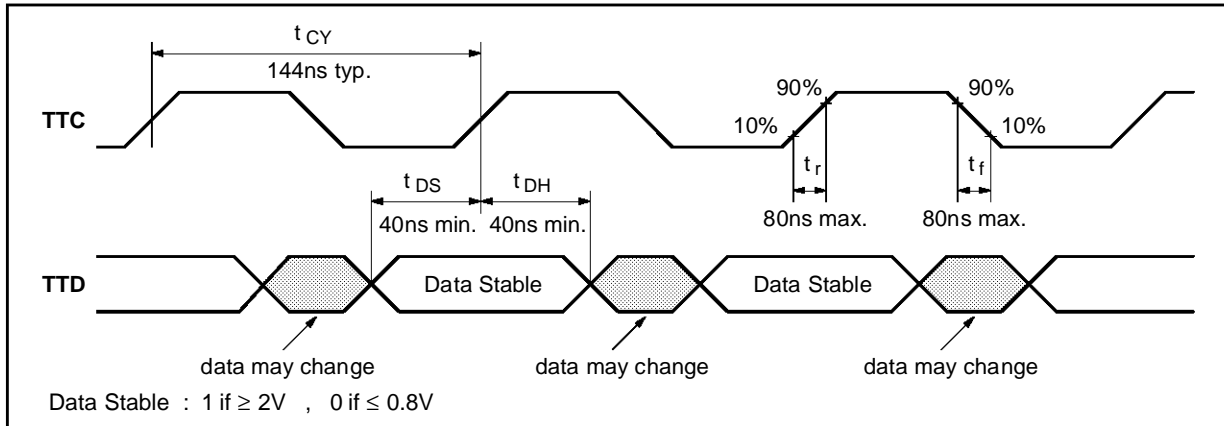 t CY
144ns typ.
TTC
90%
10%
90%
10%
t r
t f
80ns max.
80ns max.
t DS
t DH
40ns min.
40ns min.
TTD
Data Stable
Data Stable
data may change
data may change
data may change
Data Stable : 1 if ≥ 2V , 0 if ≤ 0.8V